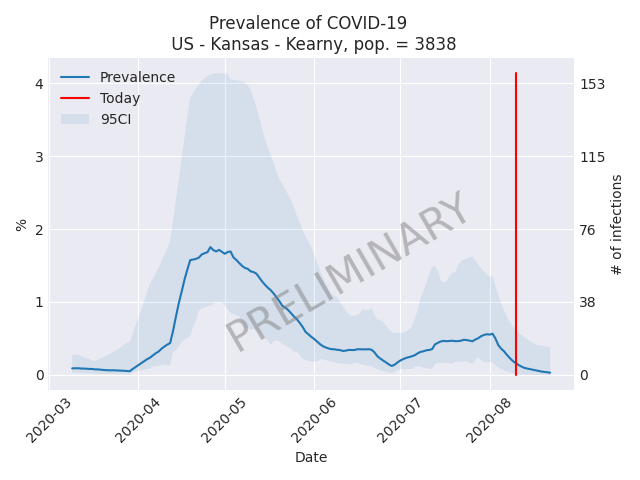 Prevalence of COVID-19
US - Kansas - Kearny, pop. = 3838
Prevalence
Today
95CI
4
3
2
1
0
%
153
115
76
38
0
# of infections
PRELIMINARY
2020-03
2020-04
2020-05
2020-06
2020-07
2020-08
Date